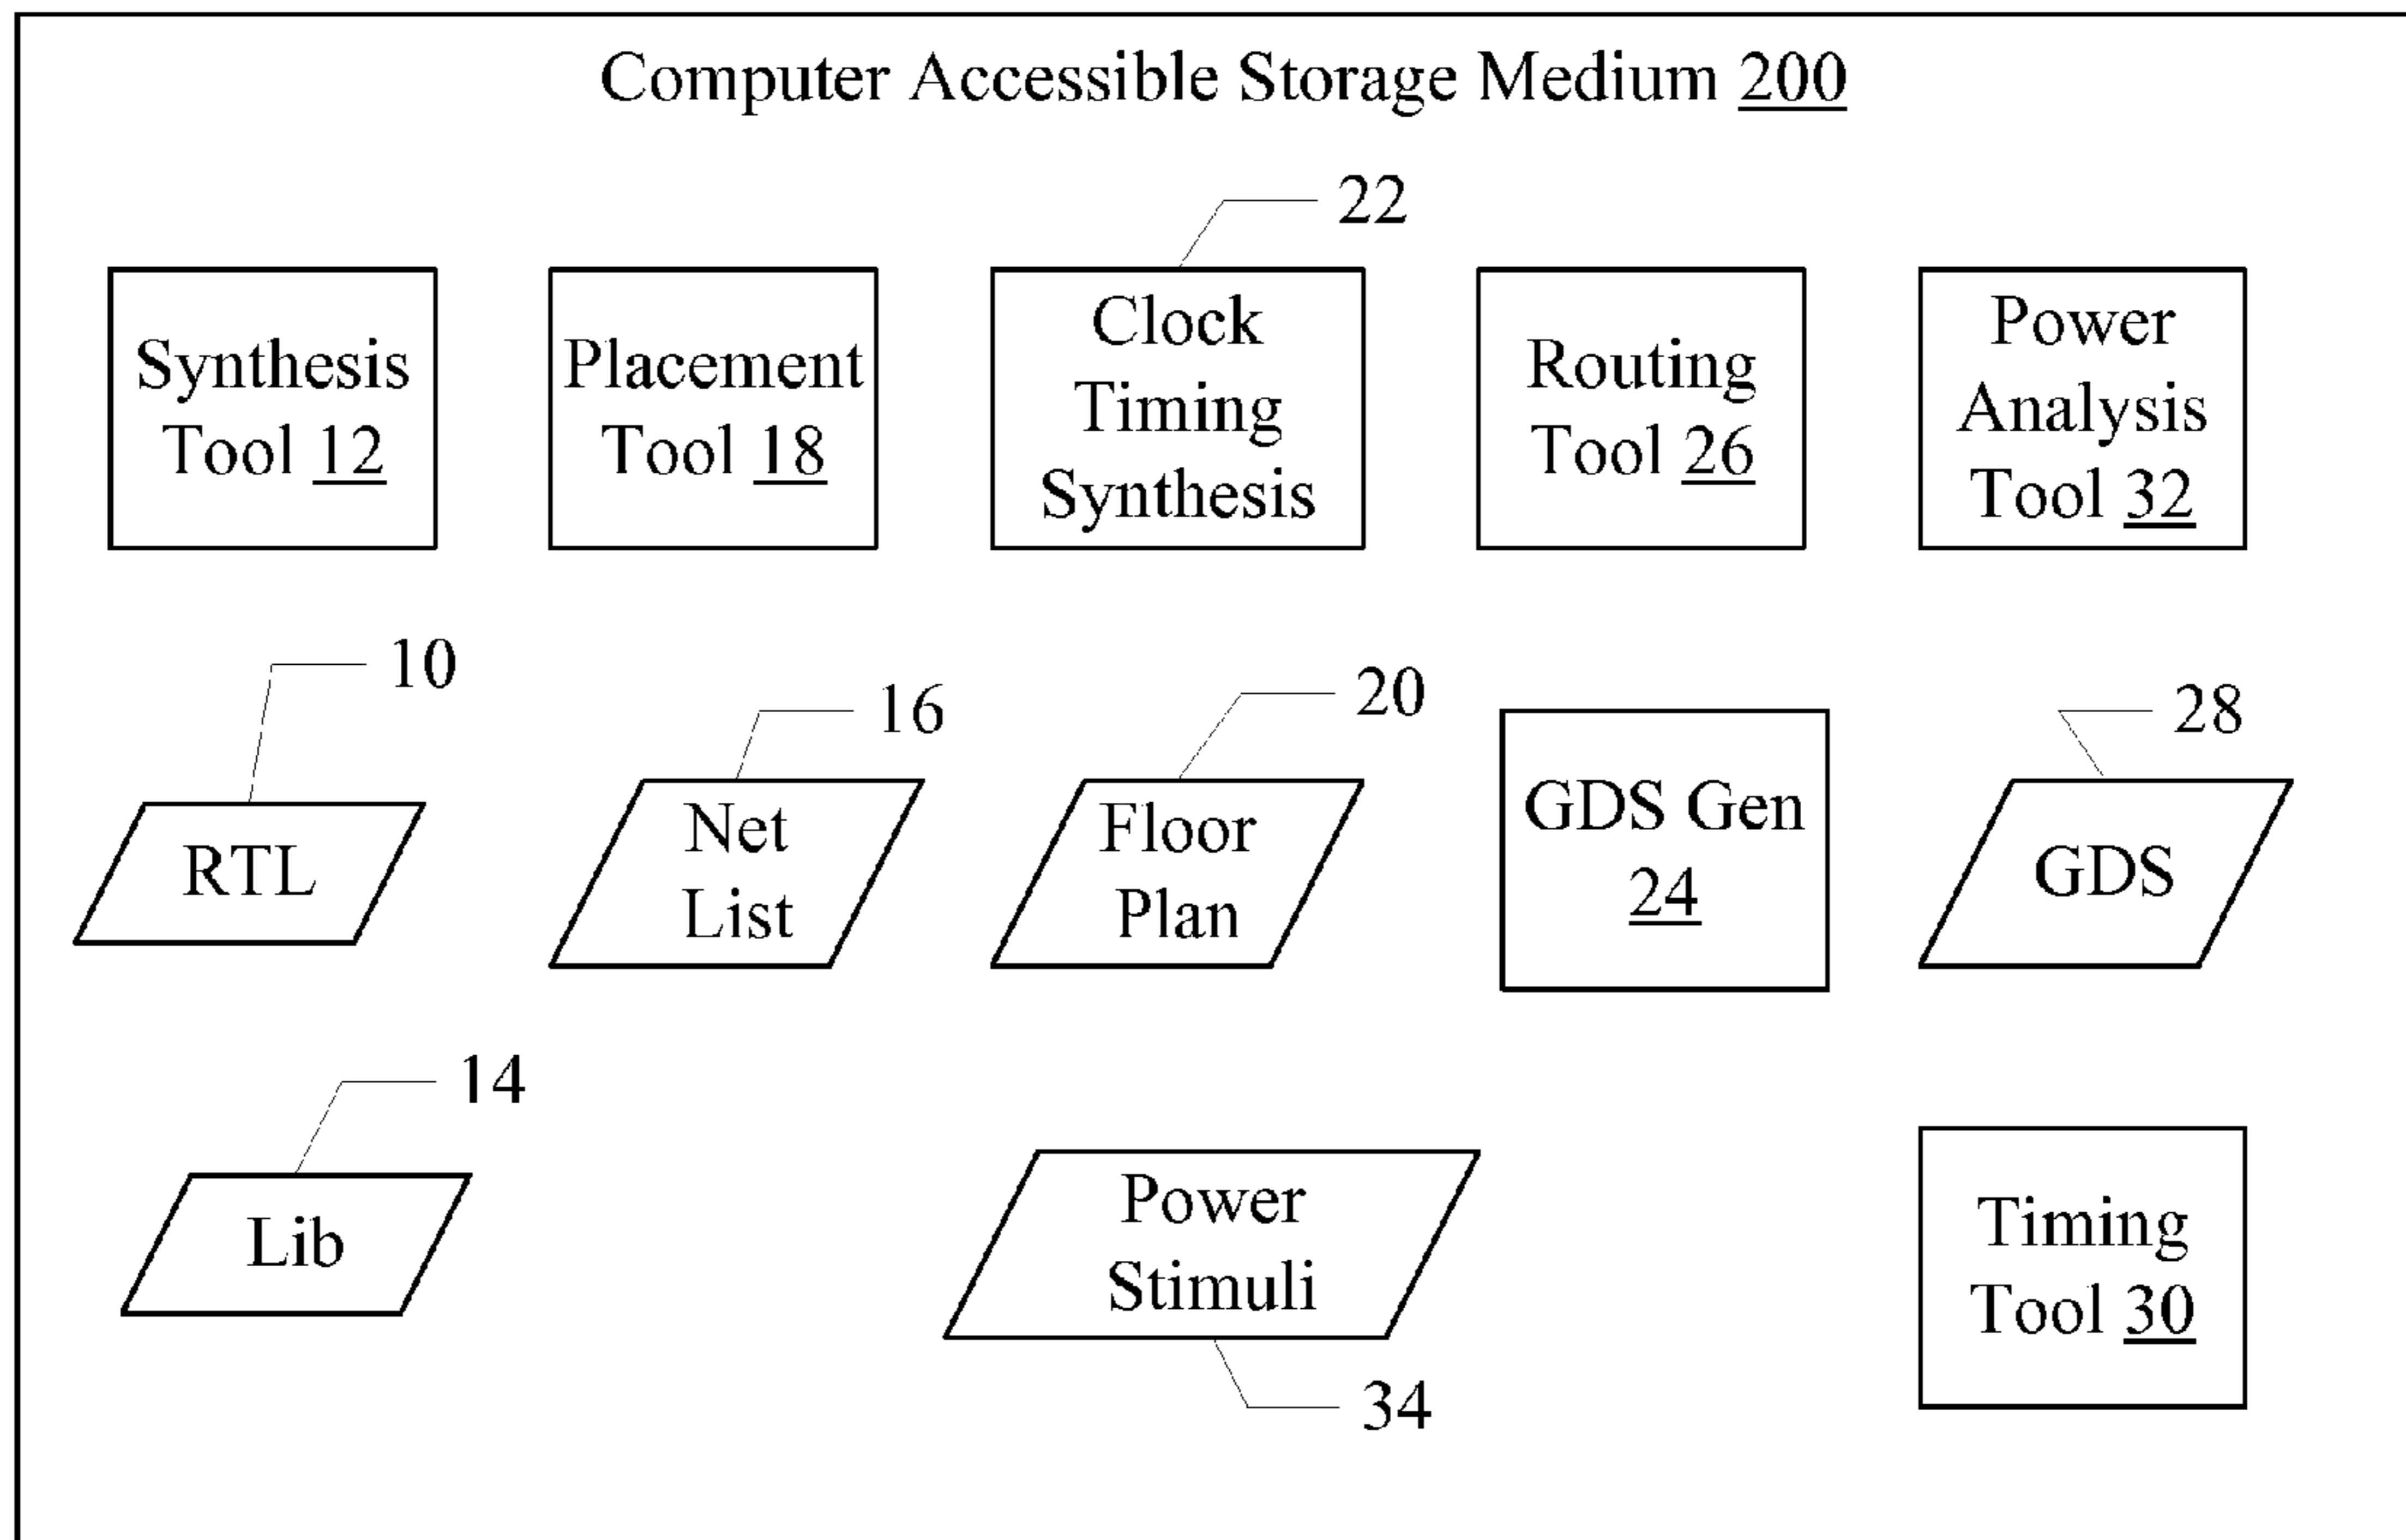 Computer Accessible Storage Medium 200
22
Synthesis
Tool 12
Placement
Tool 18
Clock
Timing
Synthesis
Routing
Tool 26
Power
Analysis
Tool 32
10
RTL
16
Net
List
20
Floor
Plan
GDS Gen
24
28
GDS
14
Lib
Power
Stimuli
34
Timing
Tool 30